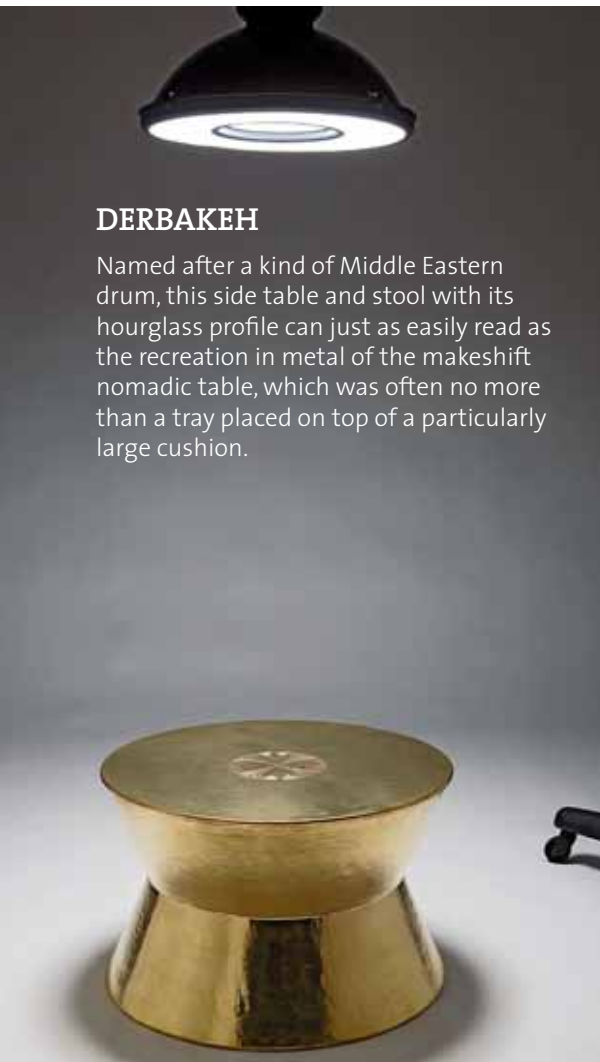 DERBAKEH
Named after a kind of Middle Eastern
drum, this side table and stool with its
hourglass profile can just as easily read as
the recreation in metal of the makeshift
nomadic table, which was often no more
than a tray placed on top of a particularly
large cushion.